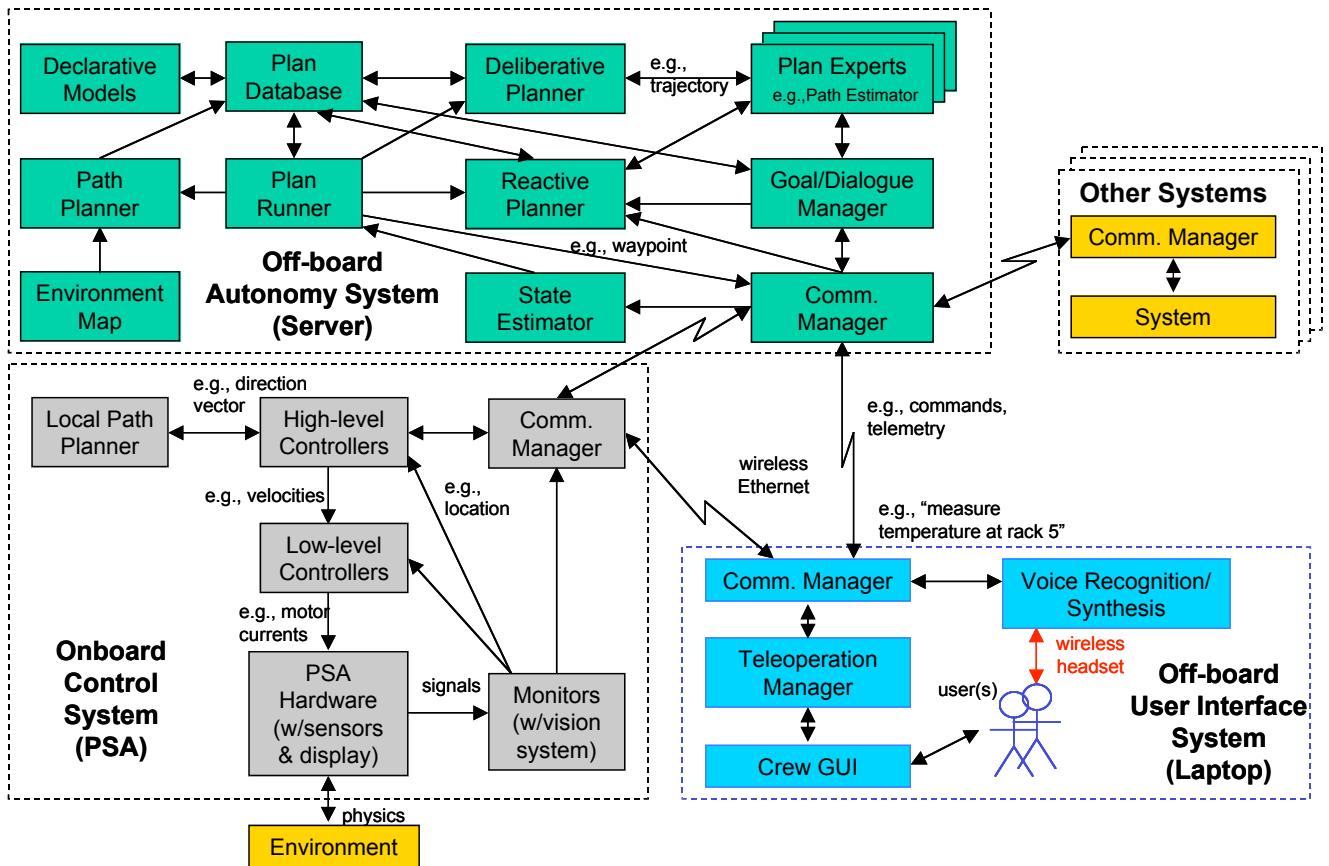 Declarative
Models
Plan
Database
Deliberative
Planner
e.g.,
trajectory
Plan Experts
e.g.,Path Estimator
Path
Planner
Plan
Runner
Reactive
Planner
Goal/Dialogue
Manager
e.g., waypoint
Off-board
Autonomy System
(Server)
Environment
Map
State
Estimator
Comm.
Manager
Other Systems
Comm. Manager
System
Local Path
Planner
e.g., direction
vector
High-level
Controllers
Comm.
Manager
e.g., velocities
e.g.,
location
Low-level
Controllers
e.g., motor
currents
Onboard
Control
System
(PSA)
PSA
Hardware
(w/sensors
& display)
signals
Monitors
(w/vision
system)
physics
Environment
e.g., commands,
telemetry
wireless
Ethernet
e.g., “measure
temperature at rack 5”
Comm. Manager
Voice Recognition/
Synthesis
wireless
headset
Teleoperation
Manager
user(s)
Crew GUI
Off-board
User Interface
System
(Laptop)